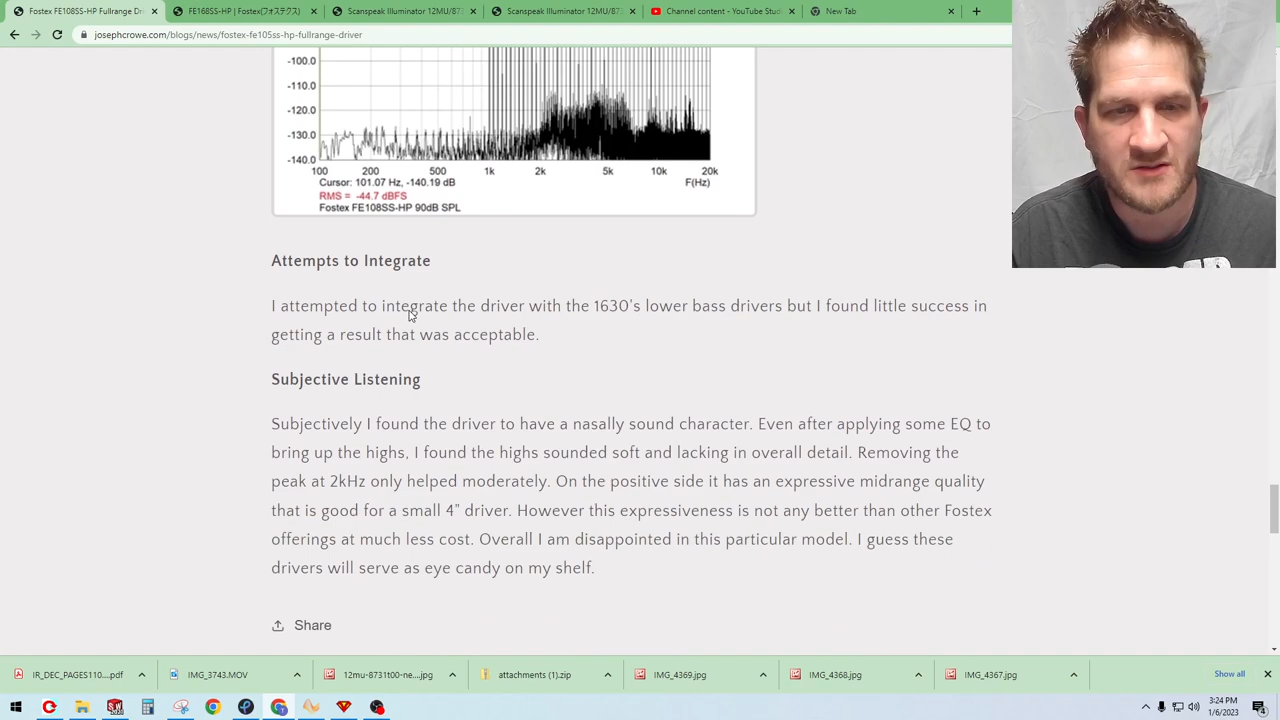 Fostex FE108SS-HP Fullrange Dr
FE168SS-HP | Fostex(フォステクス)
Scanspeak Illuminator 12MU/87
Scanspeak Illuminator 12MU/87
Channel content - YouTube Stud
New Tab
josephcrowe.com/blogs/news/fostex-fe105ss-hp-fullrange-driver
-100.0
-110.0
-120.0
-130.0
-140.0
100 200 500 1k 2k 5k 10k 20k
Cursor: 101.07 Hz, -140.19 dB F(Hz)
RMS = -44.7 dBFS
Fostex FE108SS-HP 90dB SPL
Attempts to Integrate
I attempted to integrate the driver with the 1630's lower bass drivers but I found little success in
getting a result that was acceptable.
Subjective Listening
Subjectively I found the driver to have a nasally sound character. Even after applying some EQ to
bring up the highs, I found the highs sounded soft and lacking in overall detail. Removing the
peak at 2kHz only helped moderately. On the positive side it has an expressive midrange quality
that is good for a small 4" driver. However this expressiveness is not any better than other Fostex
offerings at much less cost. Overall I am disappointed in this particular model. I guess these
drivers will serve as eye candy on my shelf.
Share
IR_DEC_PAGES110....pdf
IMG_3743.MOV
12mu-8731t00-ne....jpg
attachments (1).zip
IMG_4369.jpg
IMG_4368.jpg
IMG_4367.jpg
Show all
3:24 PM
1/6/2023